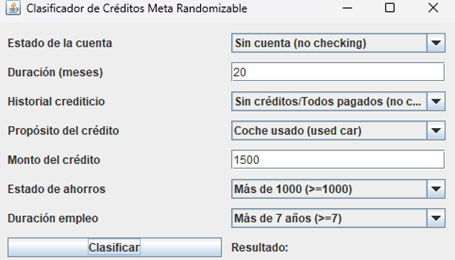 Clasificador de Créditos Meta Randomizable
Estado de la cuenta Sin cuenta (no checking)
Duración (meses) 20
Historial crediticio Sin créditos/Todos pagados (no c...
Propósito del crédito Coche usado (used car)
Monto del crédito 1500
Estado de ahorros Más de 1000 (>=1000)
Duración empleo Más de 7 años (>=7)
Clasificar Resultado: